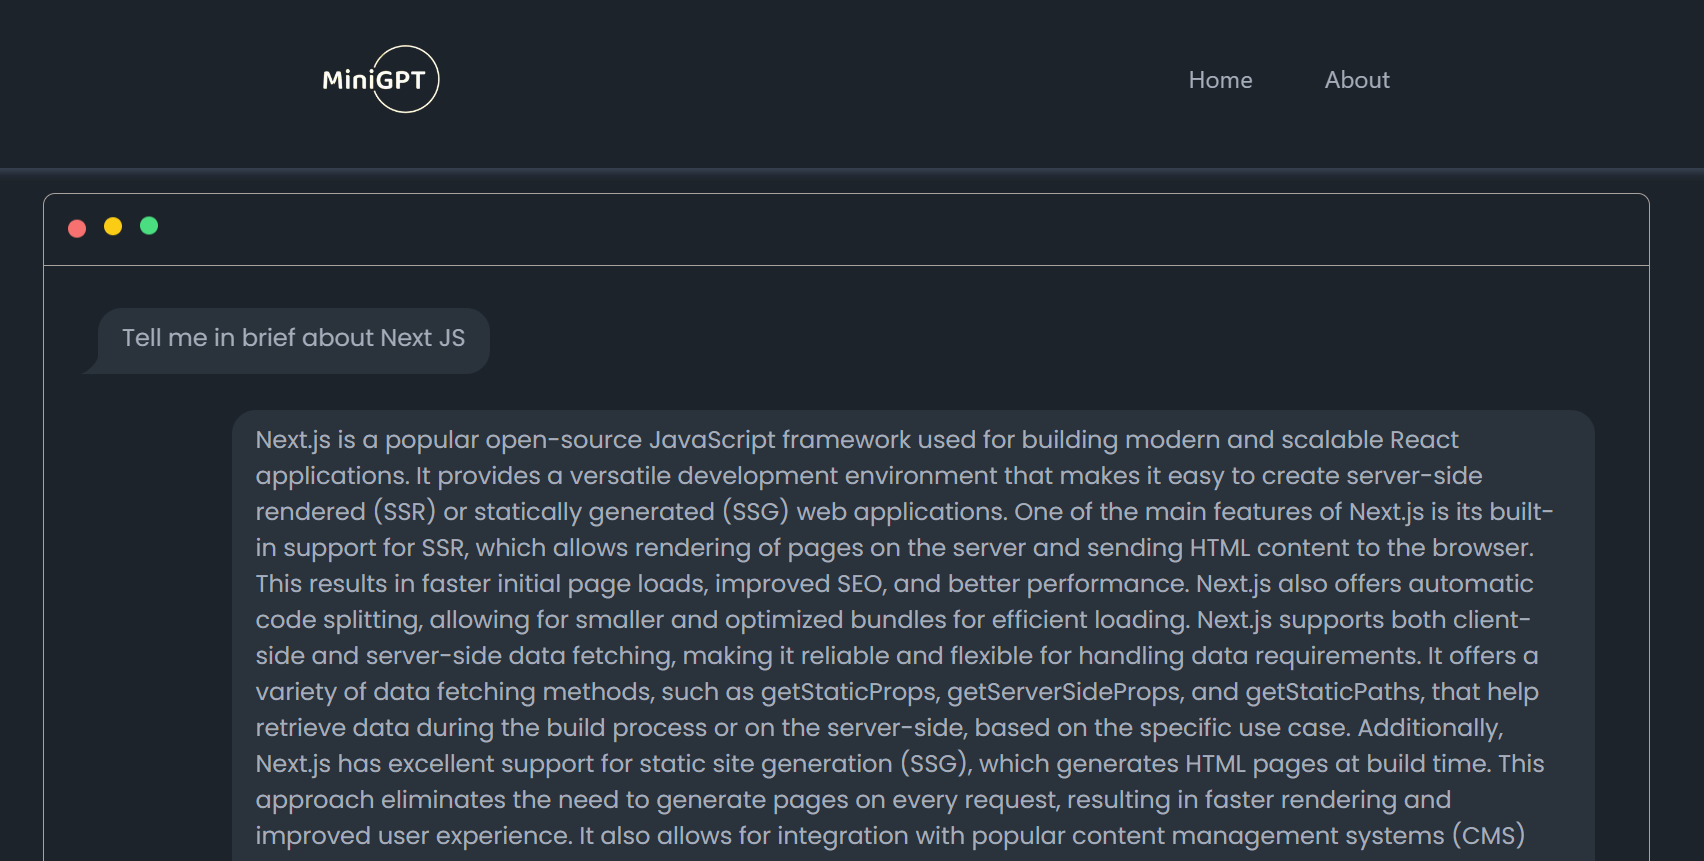 MiniGPT
Home
About
Tell me in brief about Next JS
Next.js is a popular open-source JavaScript framework used for building modern and scalable React
applications. It provides a versatile development environment that makes it easy to create server-side
rendered (SSR) or statically generated (SSG) web applications. One of the main features of Next.js is its built-
in support for SSR, which allows rendering of pages on the server and sending HTML content to the browser.
This results in faster initial page loads, improved SEO, and better performance. Next.js also offers automatic
code splitting, allowing for smaller and optimized bundles for efficient loading. Next.js supports both client-
side and server-side data fetching, making it reliable and flexible for handling data requirements. It offers a
variety of data fetching methods, such as getStaticProps, getServerSideProps, and getStaticPaths, that help
retrieve data during the build process or on the server-side, based on the specific use case. Additionally,
Next.js has excellent support for static site generation (SSG), which generates HTML pages at build time. This
approach eliminates the need to generate pages on every request, resulting in faster rendering and
improved user experience. It also allows for integration with popular content management systems (CMS)